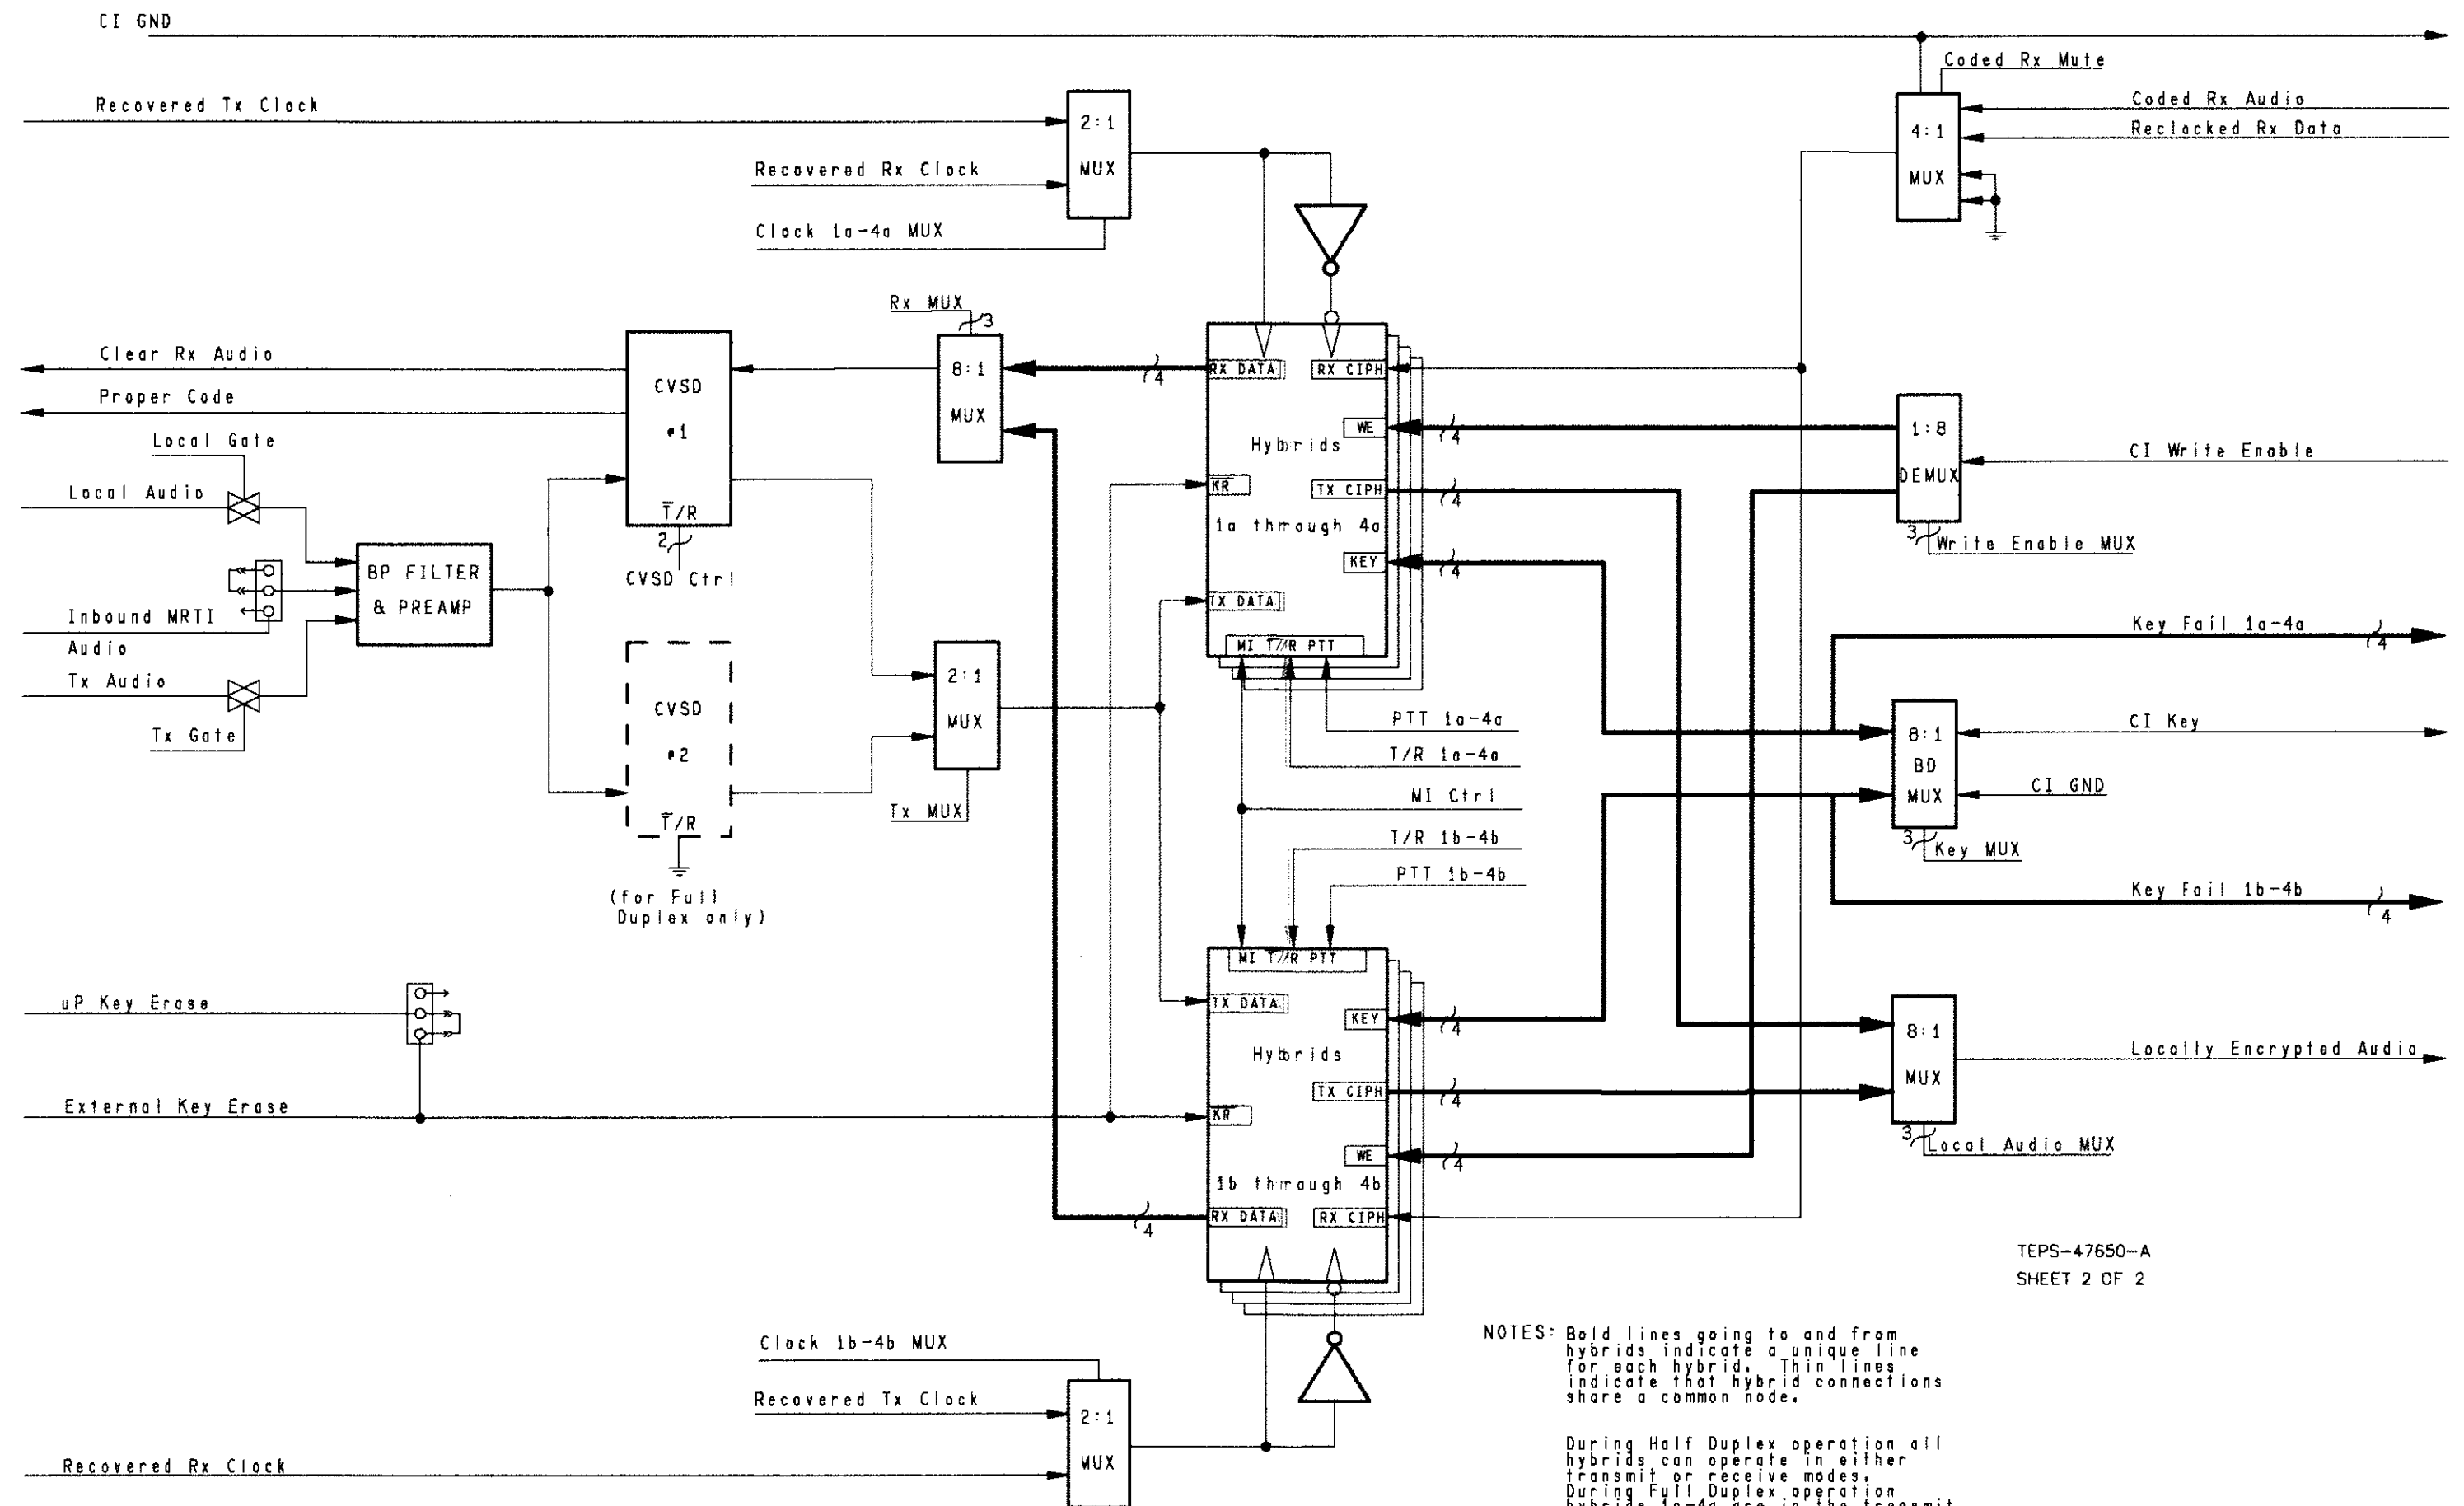 CI GND
Coded Rx Mute
Recovered Tx Clock
Coded Rx Audio
2:1
MUX
4:1
MUX
Reclocked Rx Data
Recovered Rx Clock
Clock 1a-4a MUX
Rx MUX
3
Clear Rx Audio
Proper Code
CVSD
#1
T/R
2
CVSD Ctrl
8:1
MUX
4
RX DATA
RX CIPH
WE
4
Hybrids
KR
TX CIPH
4
1a through 4a
KEY
4
TX DATA
MI T/R PTT
1:8
DEMUX
CI Write Enable
3
Write Enable MUX
Local Gate
Local Audio
BP FILTER
& PREAMP
Inbound MRTI
Audio
Tx Audio
Tx Gate
CVSD
#2
T/R
(for Full
Duplex only)
2:1
MUX
Tx MUX
Key Fail 1a-4a
4
PTT 1a-4a
T/R 1a-4a
MI Ctrl
T/R 1b-4b
PTT 1b-4b
8:1
BD
MUX
CI Key
CI GND
3
Key MUX
Key Fail 1b-4b
4
MI T/R PTT
TX DATA
KEY
4
Hybrids
TX CIPH
4
KR
WE
4
1b through 4b
RX DATA
4
RX CIPH
uP Key Erase
External Key Erase
8:1
MUX
Locally Encrypted Audio
3
Local Audio MUX
TEPS-47650-A
SHEET 2 OF 2
Clock 1b-4b MUX
Recovered Tx Clock
2:1
MUX
Recovered Rx Clock
NOTES: Bold lines going to and from
hybrids indicate a unique line
for each hybrid. Thin lines
indicate that hybrid connections
share a common node.
During Half Duplex operation all
hybrids can operate in either
transmit or receive modes.
During Full Duplex operation
hybrids 1a-4a are in the transmit